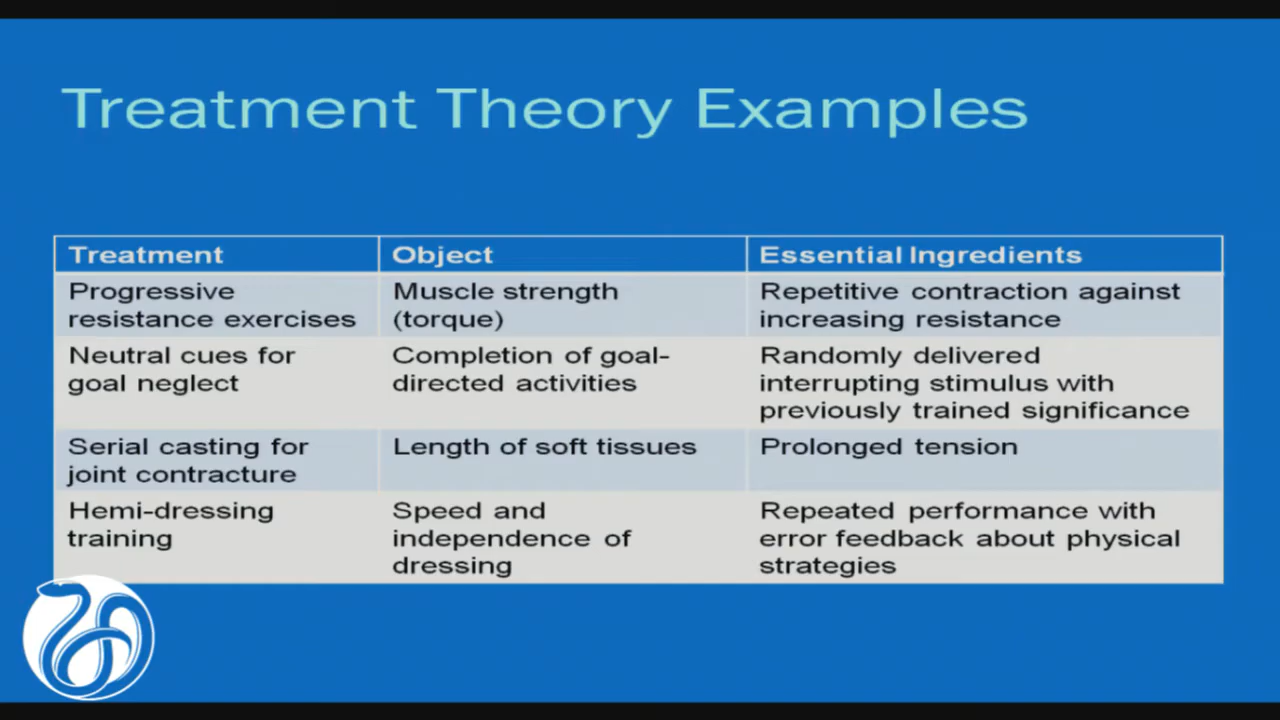 Treatment Theory Examples
Treatment Object Essential Ingredients
Progressive
resistance exercises
Muscle strength
(torque)
Repetitive contraction against
increasing resistance
Neutral cues for
goal neglect
Completion of goal-
directed activities
Randomly delivered
interrupting stimulus with
previously trained significance
Serial casting for
joint contracture
Length of soft tissues
Prolonged tension
Hemi-dressing
training
Speed and
independence of
dressing
Repeated performance with
error feedback about physical
strategies